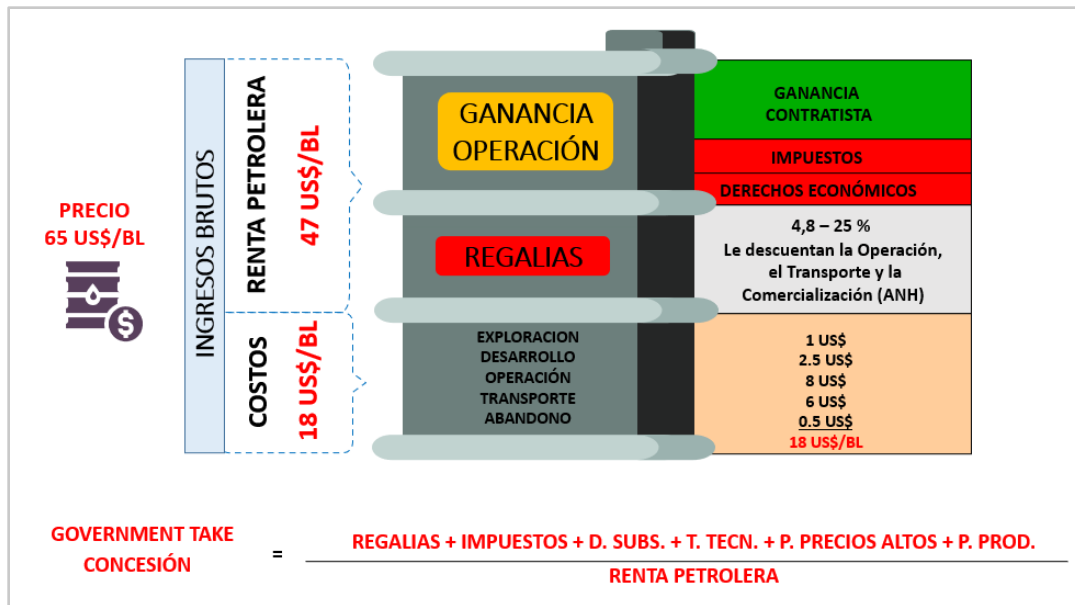 PRECIO
65 US$/BL
INGRESOS BRUTOS
RENTA PETROLERA
47 US$/BL
COSTOS
18 US$/BL
GANANCIA
OPERACIÓN
REGALIAS
EXPLORACION
DESARROLLO
OPERACIÓN
TRANSPORTE
ABANDONO
GANANCIA
CONTRATISTA
IMPUESTOS
DERECHOS ECONÓMICOS
4,8 – 25 %
Le descuentan la Operación,
el Transporte y la
Comercialización (ANH)
1 US$
2.5 US$
8 US$
6 US$
0.5 US$
18 US$/BL
GOVERNMENT TAKE
CONCESIÓN
=
REGALIAS + IMPUESTOS + D. SUBS. + T. TECN. + P. PRECIOS ALTOS + P. PROD.
RENTA PETROLERA